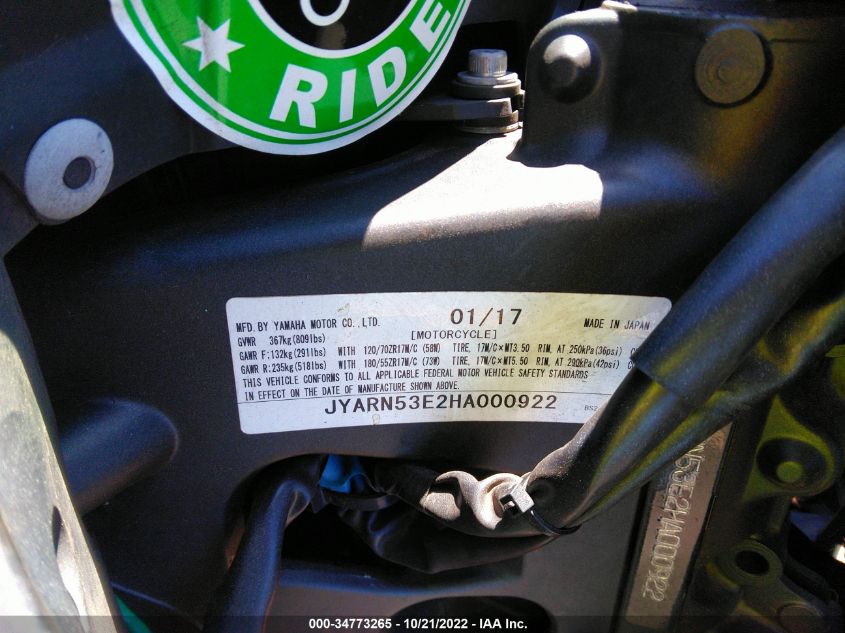 RIDE
MFD. BY YAMAHA MOTOR CO.,LTD. 01/17 MADE IN JAPAN
GVWR 367kg(809lbs) [MOTORCYCLE]
GAWR F:132kg(291lbs) WITH 120/70ZR17M/C (58W) TIRE, 17M/C×MT3.50 RIM, AT 250kPa(36psi)
GAWR R:235kg(518lbs) WITH 180/55ZR17M/C (73W) TIRE, 17M/C×MT5.50 RIM, AT 290kPa(42psi)
THIS VEHICLE CONFORMS TO ALL APPLICABLE FEDERAL MOTOR VEHICLE SAFETY STANDARDS
IN EFFECT ON THE DATE OF MANUFACTURE SHOWN ABOVE.
JYARN53E2HA000922
BS2
N53E2HA000922
000-34773265 - 10/21/2022 - IAA Inc.